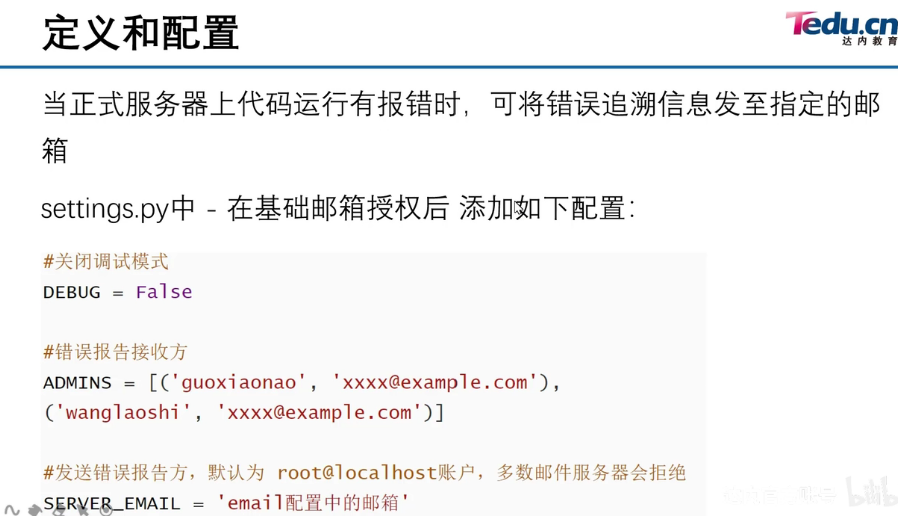 定义和配置
Tedu.cn
达内教育
当正式服务器上代码运行有报错时，可将错误追溯信息发至指定的邮
箱
settings.py中 - 在基础邮箱授权后 添加如下配置：
#关闭调试模式
DEBUG = False
#错误报告接收方
ADMINS = [('guoxiaonao', 'xxxx@example.com'),
('wanglaoshi', 'xxxx@example.com')]
#发送错误报告方，默认为 root@localhost账户，多数邮件服务器会拒绝
SERVER_EMAIL = 'email配置中的邮箱'
bilibili